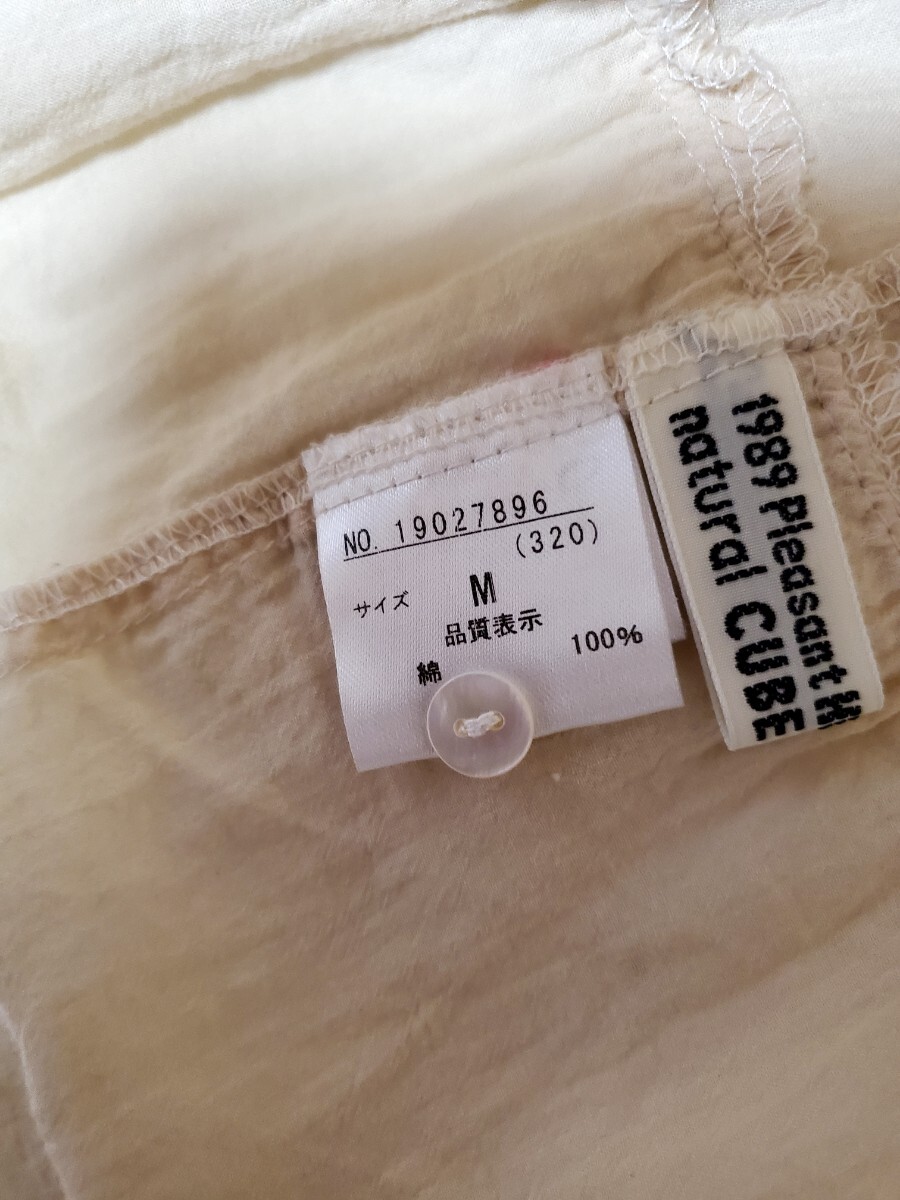 NO. 19027896
(320)
サイズ M
品質表示
綿 100%
1989 Pleasant
natural CUBE